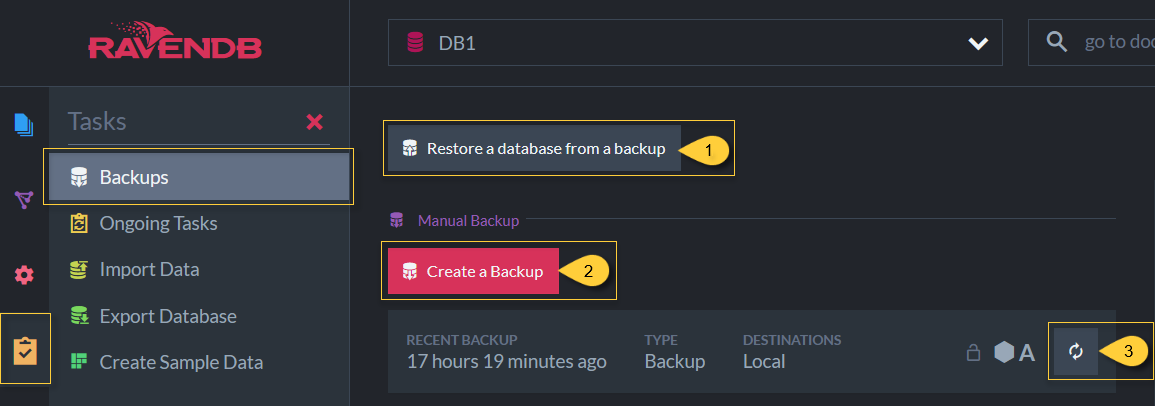 RAVENDB
DB1
go to doc
Tasks
Backups
Ongoing Tasks
Import Data
Export Database
Create Sample Data
Restore a database from a backup
1
Manual Backup
Create a Backup
2
RECENT BACKUP
17 hours 19 minutes ago
TYPE
Backup
DESTINATIONS
Local
A
3